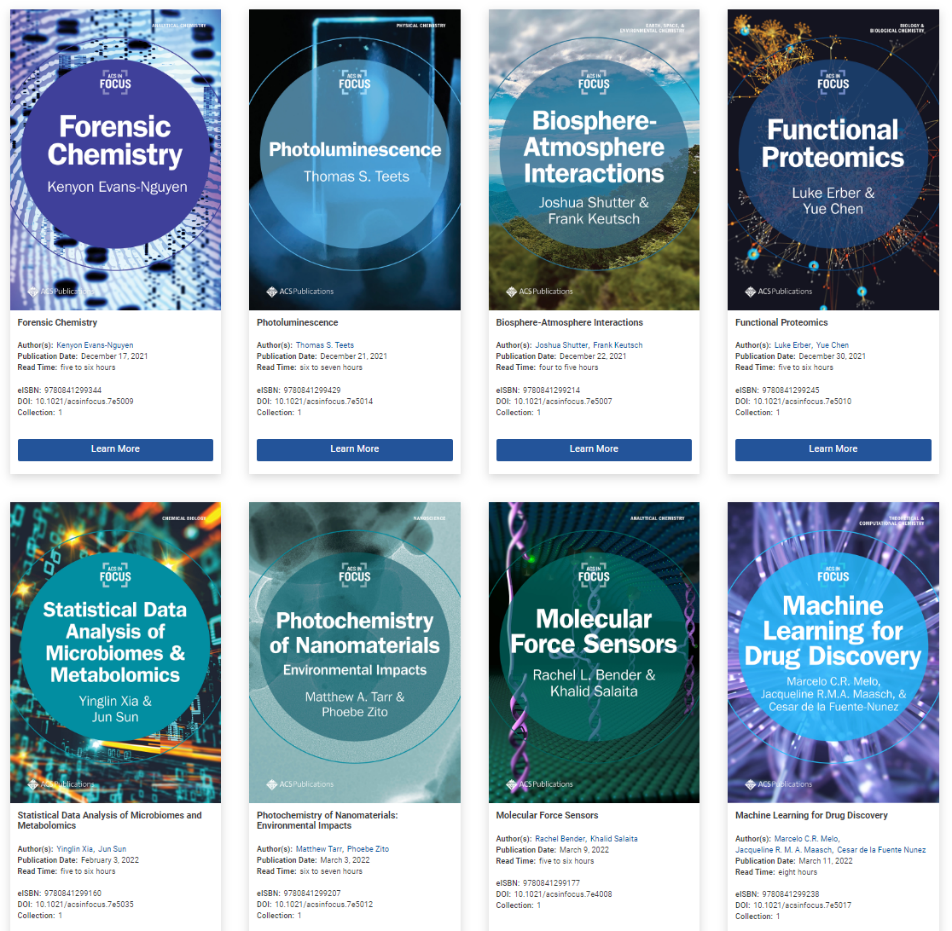 ANALYTICAL CHEMISTRY
ACS IN
FOCUS
Forensic
Chemistry
Kenyon Evans-Nguyen
ACSPublications
Forensic Chemistry
Author(s): Kenyon Evans-Nguyen
Publication Date: December 17, 2021
Read Time: five to six hours
eISBN: 9780841299344
DOI: 10.1021/acsinfocus.7e5009
Collection: 1
Learn More
PHYSICAL CHEMISTRY
ACS IN
FOCUS
Photoluminescence
Thomas S. Teets
ACSPublications
Photoluminescence
Author(s): Thomas S. Teets
Publication Date: December 21, 2021
Read Time: six to seven hours
eISBN: 9780841299429
DOI: 10.1021/acsinfocus.7e5014
Collection: 1
Learn More
EARTH, SPACE, &
ENVIRONMENTAL CHEMISTRY
ACS IN
FOCUS
Biosphere-
Atmosphere
Interactions
Joshua Shutter &
Frank Keutsch
ACSPublications
Biosphere-Atmosphere Interactions
Author(s): Joshua Shutter, Frank Keutsch
Publication Date: December 22, 2021
Read Time: four to five hours
eISBN: 9780841299214
DOI: 10.1021/acsinfocus.7e5007
Collection: 1
Learn More
BIOLOGY &
BIOLOGICAL CHEMISTRY
ACS IN
FOCUS
Functional
Proteomics
Luke Erber &
Yue Chen
ACSPublications
Functional Proteomics
Author(s): Luke Erber, Yue Chen
Publication Date: December 30, 2021
Read Time: five to six hours
eISBN: 9780841299245
DOI: 10.1021/acsinfocus.7e5010
Collection: 1
Learn More
CHEMICAL BIOLOGY
ACS IN
FOCUS
Statistical Data
Analysis of
Microbiomes &
Metabolomics
Yinglin Xia &
Jun Sun
ACSPublications
Statistical Data Analysis of Microbiomes and
Metabolomics
Author(s): Yinglin Xia, Jun Sun
Publication Date: February 3, 2022
Read Time: five to six hours
eISBN: 9780841299160
DOI: 10.1021/acsinfocus.7e5035
Collection: 1
NANOSCIENCE
ACS IN
FOCUS
Photochemistry
of Nanomaterials
Environmental Impacts
Matthew A. Tarr &
Phoebe Zito
ACSPublications
Photochemistry of Nanomaterials:
Environmental Impacts
Author(s): Matthew Tarr, Phoebe Zito
Publication Date: March 3, 2022
Read Time: six to seven hours
eISBN: 9780841299207
DOI: 10.1021/acsinfocus.7e5012
Collection: 1
ANALYTICAL CHEMISTRY
ACS IN
FOCUS
Molecular
Force Sensors
Rachel L. Bender &
Khalid Salaita
ACSPublications
Molecular Force Sensors
Author(s): Rachel Bender, Khalid Salaita
Publication Date: March 9, 2022
Read Time: five to six hours
eISBN: 9780841299177
DOI: 10.1021/acsinfocus.7e4008
Collection: 1
THEORETICAL &
COMPUTATIONAL CHEMISTRY
ACS IN
FOCUS
Machine
Learning for
Drug Discovery
Marcelo C.R. Melo,
Jacqueline R.M.A. Maasch, &
Cesar de la Fuente-Nunez
ACSPublications
Machine Learning for Drug Discovery
Author(s): Marcelo C.R. Melo,
Jacqueline R. M. A. Maasch, Cesar de la Fuente Nunez
Publication Date: March 11, 2022
Read Time: eight hours
eISBN: 9780841299238
DOI: 10.1021/acsinfocus.7e5017
Collection: 1